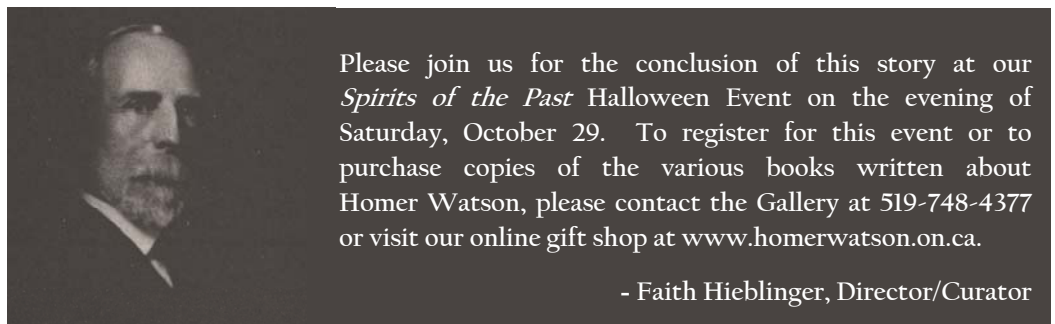 Please join us for the conclusion of this story at our
Spirits of the Past Halloween Event on the evening of
Saturday, October 29. To register for this event or to
purchase copies of the various books written about
Homer Watson, please contact the Gallery at 519-748-4377
or visit our online gift shop at www.homerwatson.on.ca.
- Faith Hieblinger, Director/Curator